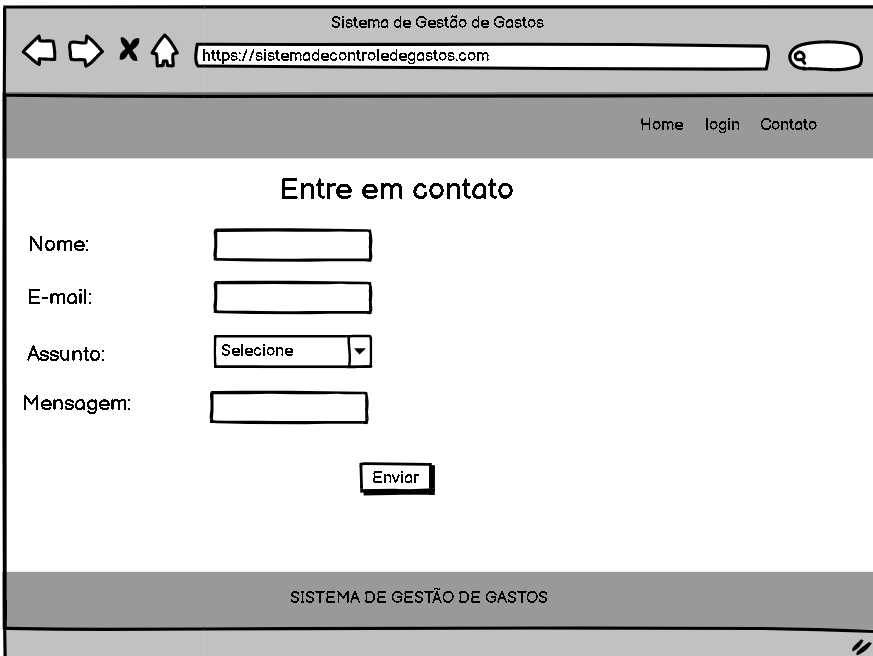 Sistema de Gestão de Gastos
https://sistemadecontroledegastos.com
Home login Contato
Entre em contato
Nome:
E-mail:
Assunto: Selecione
Mensagem:
Enviar
SISTEMA DE GESTÃO DE GASTOS